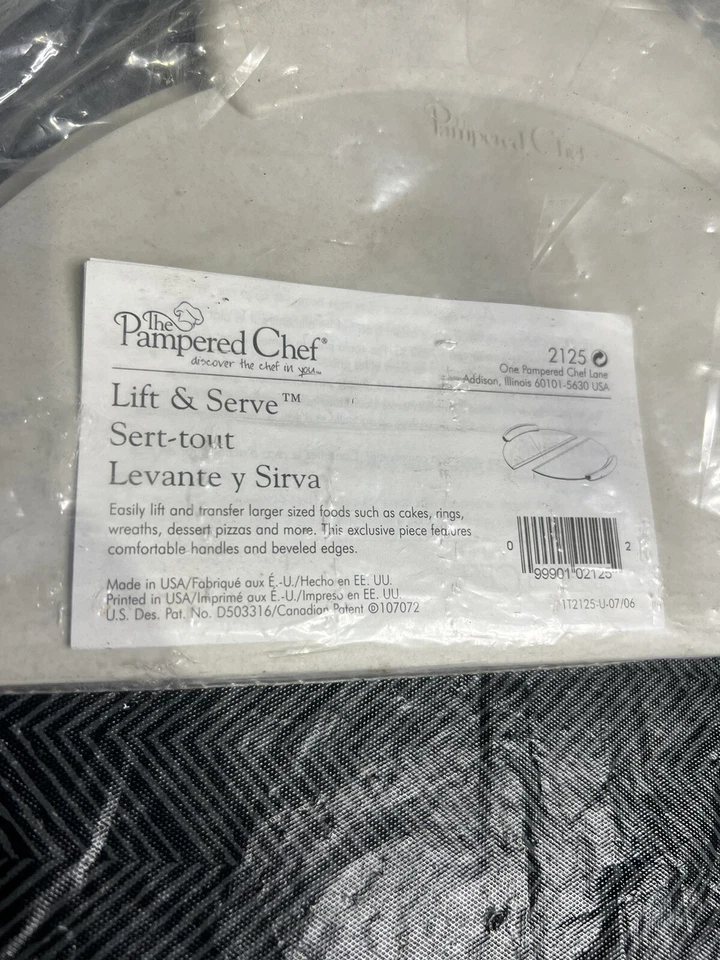 Pampered Chef
The
Pampered Chef®
discover the chef in you™
2125
One Pampered Chef Lane
Addison, Illinois 60101-5630 USA
Lift & Serve™
Sert-tout
Levante y Sirva
Easily lift and transfer larger sized foods such as cakes, rings,
wreaths, dessert pizzas and more. This exclusive piece features
comfortable handles and beveled edges.
0 99901 02125 2
Made in USA/Fabriqué aux É.-U./Hecho en EE. UU.
Printed in USA/Imprimé aux É.-U./Impreso en EE. UU.
U.S. Des. Pat. No. D503316/Canadian Patent ©107072
1T2125-U-07/06